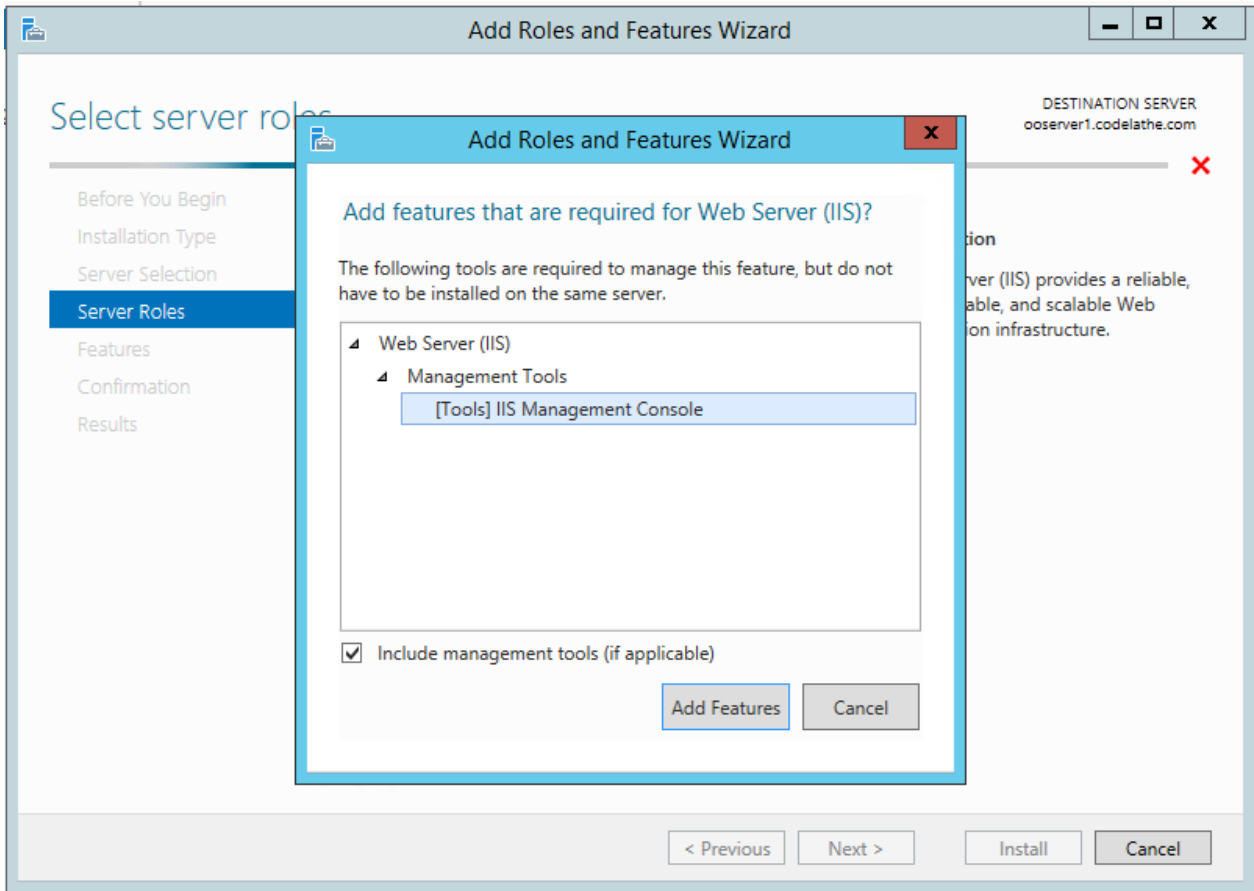 Add Roles and Features Wizard
Select server roles
DESTINATION SERVER
ooserver1.codelathe.com
Before You Begin
Installation Type
Server Selection
Server Roles
Features
Confirmation
Results
Add Roles and Features Wizard
Add features that are required for Web Server (IIS)?
The following tools are required to manage this feature, but do not
have to be installed on the same server.
Web Server (IIS)
Management Tools
[Tools] IIS Management Console
Include management tools (if applicable)
Add Features
Cancel
tion
rver (IIS) provides a reliable,
able, and scalable Web
ion infrastructure.
< Previous
Next >
Install
Cancel